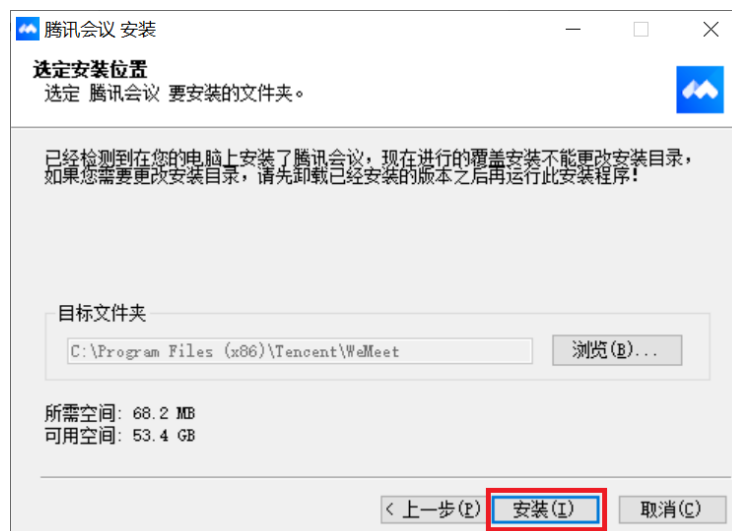 腾讯会议 安装
选定安装位置
选定 腾讯会议 要安装的文件夹。
已经检测到在您的电脑上安装了腾讯会议，现在进行的覆盖安装不能更改安装目录，
如果您需要更改安装目录，请先卸载已经安装的版本之后再运行此安装程序!
目标文件夹
C:\Program Files (x86)\Tencent\WeMeet
浏览(B)...
所需空间: 68.2 MB
可用空间: 53.4 GB
< 上一步(P)
安装(I)
取消(C)